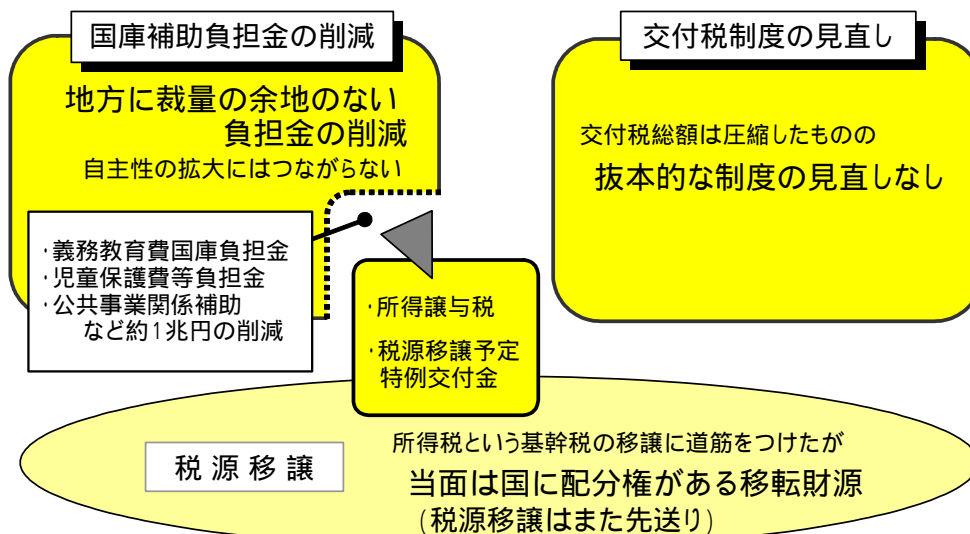 国庫補助負担金の削減
地方に裁量の余地のない
負担金の削減
自主性の拡大にはつながらない
・義務教育費国庫負担金
・児童保護費等負担金
・公共事業関係補助
など約1兆円の削減
・所得譲与税
・税源移譲予定
特例交付金
交付税制度の見直し
交付税総額は圧縮したものの
抜本的な制度の見直しなし
税源移譲
所得税という基幹税の移譲に道筋をつけたが
当面は国に配分権がある移転財源
(税源移譲はまた先送り)